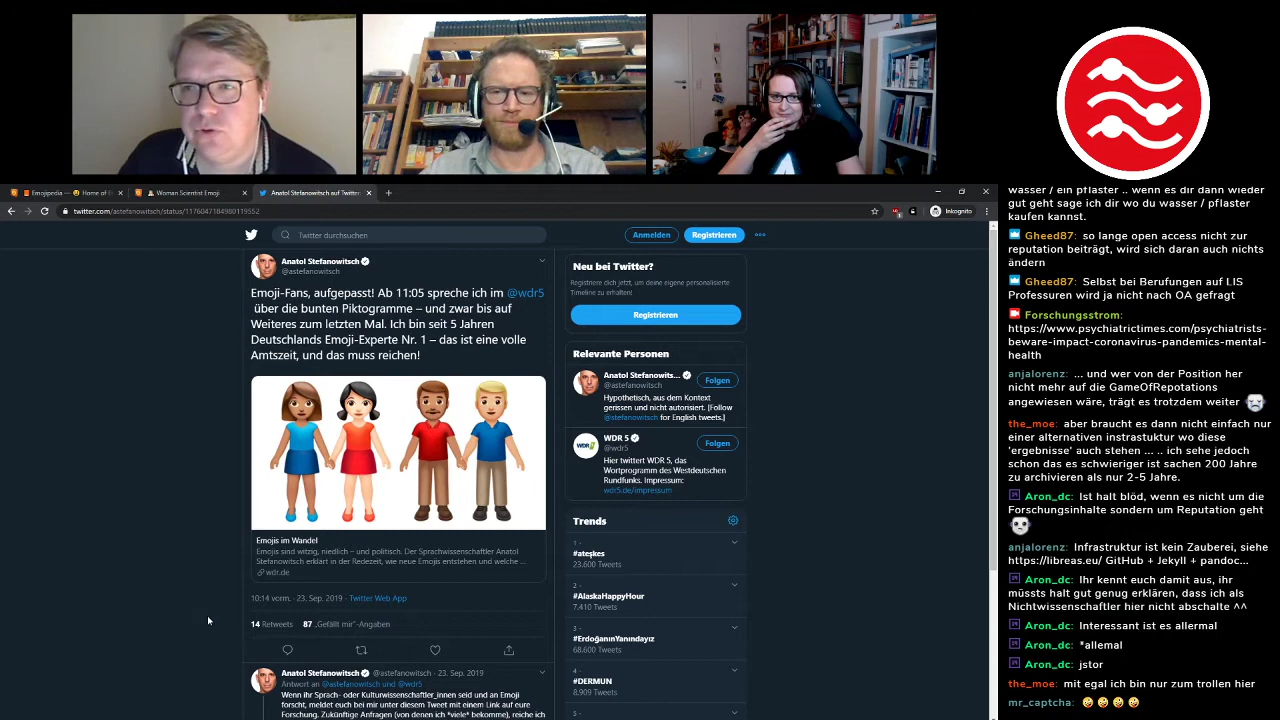 Emojipedia — 😀 Home of E
Woman Scientist Emoji
Anatol Stefanowitsch auf Twitter:
twitter.com/astefanowitsch/status/1176047184980119552
Inkognito
Twitter durchsuchen
Anmelden
Registrieren
Anatol Stefanowitsch
@astefanowitsch
Emoji-Fans, aufgepasst! Ab 11:05 spreche ich im @wdr5
über die bunten Piktogramme – und zwar bis auf
Weiteres zum letzten Mal. Ich bin seit 5 Jahren
Deutschlands Emoji-Experte Nr. 1 – das ist eine volle
Amtszeit, und das muss reichen!
Emojis im Wandel
Emojis sind witzig, niedlich – und politisch. Der Sprachwissenschaftler Anatol
Stefanowitsch erklärt in der Redezeit, wie neue Emojis entstehen und welche ...
wdr.de
10:14 vorm. · 23. Sep. 2019 · Twitter Web App
14 Retweets 87 „Gefällt mir“-Angaben
Anatol Stefanowitsch @astefanowitsch · 23. Sep. 2019
Antwort an @astefanowitsch und @wdr5
Wenn ihr Sprach- oder Kulturwissenschaftler_innen seid und an Emoji
forscht, meldet euch bei mir unter diesem Tweet mit einem Link auf eure
Forschung. Zukünftige Anfragen (von denen ich *viele* bekomme), reiche ich
Neu bei Twitter?
Registriere dich jetzt, um deine eigene personalisierte
Timeline zu erhalten!
Registrieren
Relevante Personen
Anatol Stefanowits...
@astefanowitsch
Folgen
Hypothetisch, aus dem Kontext
gerissen und nicht autorisiert. [Follow
@stefanowitsch for English tweets.]
WDR 5
@wdr5
Folgen
WDR
Hier twittert WDR 5, das
Wortprogramm des Westdeutschen
Rundfunks. Impressum:
wdr5.de/impressum
Trends
1 ·
#ateşkes
23.600 Tweets
2 ·
#AlaskaHappyHour
7.410 Tweets
3 ·
#ErdoğanınYanındayız
68.600 Tweets
4 ·
#DERMUN
8.909 Tweets
5 ·
wasser / ein pflaster .. wenn es dir dann wieder
gut geht sage ich dir wo du wasser / pflaster
kaufen kannst.
Gheed87: so lange open access nicht zur
reputation beiträgt, wird sich daran auch nichts
ändern
Gheed87: Selbst bei Berufungen auf LIS
Professuren wird ja nicht nach OA gefragt
Forschungsstrom:
https://www.psychiatrictimes.com/psychiatrists-
beware-impact-coronavirus-pandemics-mental-
health
anjalorenz: ... und wer von der Position her
nicht mehr auf die GameOfRepotations
angewiesen wäre, trägt es trotzdem weiter
the_moe: aber braucht es dann nicht einfach nur
einer alternativen instrastuktur wo diese
'ergebnisse' auch stehen ... .. ich sehe jedoch
schon das es schwieriger ist sachen 200 Jahre
zu archivieren als nur 2-5 Jahre.
Aron_dc: Ist halt blöd, wenn es nicht um die
Forschungsinhalte sondern um Reputation geht
anjalorenz: Infrastruktur ist kein Zauberei, siehe
https://libreas.eu/ GitHub + Jekyll + pandoc...
Aron_dc: Ihr kennt euch damit aus, ihr
müssts halt gut genug erklären, dass ich als
Nichtwissenschaftler hier nicht abschalte ^^
Aron_dc: Interessant ist es allermal
Aron_dc: *allemal
Aron_dc: jstor
the_moe: mit egal ich bin nur zum trollen hier
mr_captcha: 🤪 🤪 🤪 🤪